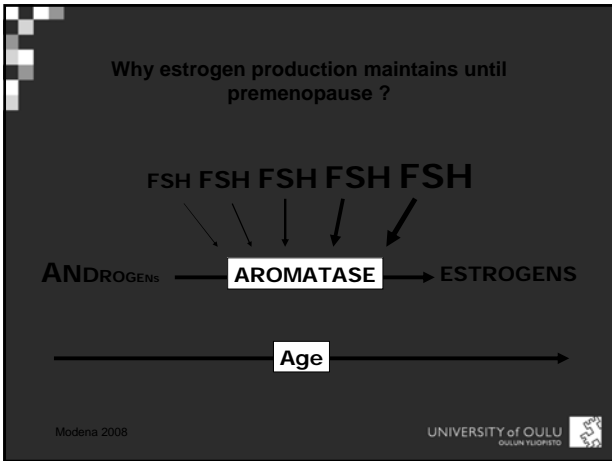 Why estrogen production maintains until
premenopause ?
FSH FSH FSH FSH FSH
ANDROGENS AROMATASE ESTROGENS
Age
Modena 2008
UNIVERSITY of OULU
OULUN YLIOPISTO